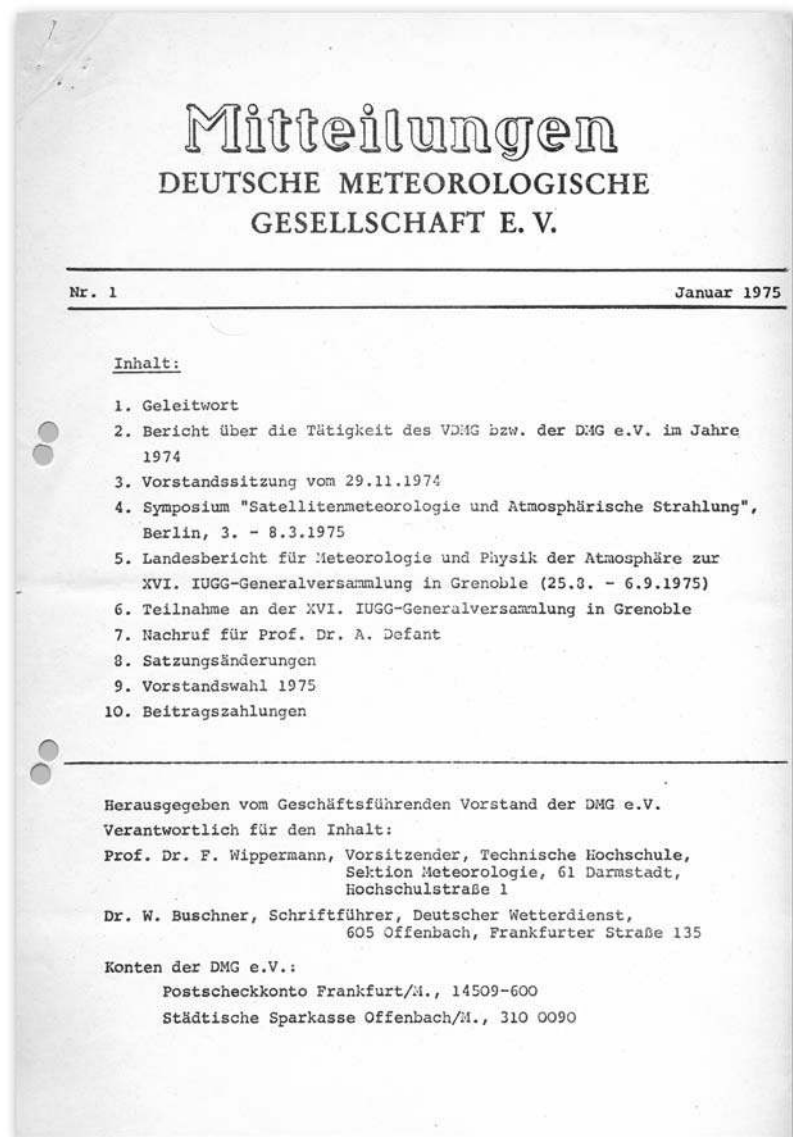 Mitteilungen
DEUTSCHE METEOROLOGISCHE
GESELLSCHAFT E. V.
Nr. 1 Januar 1975
Inhalt:
1. Geleitwort
2. Bericht über die Tätigkeit des VDMG bzw. der DMG e.V. im Jahre
1974
3. Vorstandssitzung vom 29.11.1974
4. Symposium "Satellitenmeteorologie und Atmosphärische Strahlung",
Berlin, 3. - 8.3.1975
5. Landesbericht für Meteorologie und Physik der Atmosphäre zur
XVI. IUGG-Generalversammlung in Grenoble (25.8. - 6.9.1975)
6. Teilnahme an der XVI. IUGG-Generalversammlung in Grenoble
7. Nachruf für Prof. Dr. A. Defant
8. Satzungsänderungen
9. Vorstandswahl 1975
10. Beitragszahlungen
Herausgegeben vom Geschäftsführenden Vorstand der DMG e.V.
Verantwortlich für den Inhalt:
Prof. Dr. F. Wippermann, Vorsitzender, Technische Hochschule,
Sektion Meteorologie, 61 Darmstadt,
Hochschulstraße 1
Dr. W. Buschner, Schriftführer, Deutscher Wetterdienst,
605 Offenbach, Frankfurter Straße 135
Konten der DMG e.V.:
Postscheckkonto Frankfurt/M., 14509-600
Städtische Sparkasse Offenbach/M., 310 0090